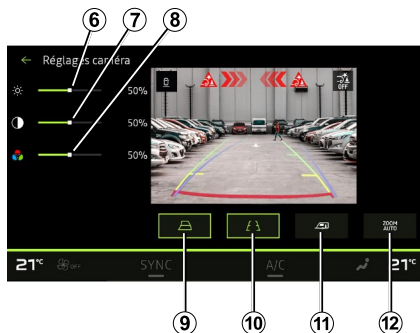 6 7 8
Réglages caméra
50%
OFF
50%
50%
ZOOM AUTO
21°C OFF SYNC A/C 21°C
9 10 11 12